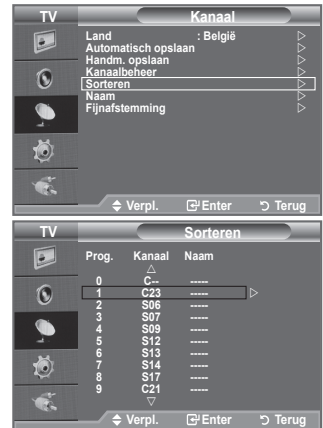 TV Kanaal
Land : België
Automatisch opslaan
Handm. opslaan
Kanaalbeheer
Sorteren
Naam
Fijnafstemming
Verpl. Enter Terug
TV Sorteren
Prog. Kanaal Naam
0 C-- -----
1 C23 -----
2 S06 -----
3 S07 -----
4 S09 -----
5 S12 -----
6 S13 -----
7 S14 -----
8 S17 -----
9 C21 -----
Verpl. Enter Terug